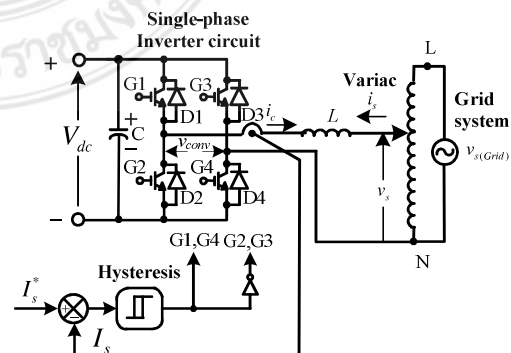 Single-phase
Inverter circuit
L
+
G1
G3
Variac
Grid
system
D1
D3
i_c
L
i_s
V_dc
+
C
−
v_conv
v_s(Grid)
G2
G4
v_s
D2
D4
−
N
G1,G4
G2,G3
Hysteresis
I_s^*
+
−
I_s